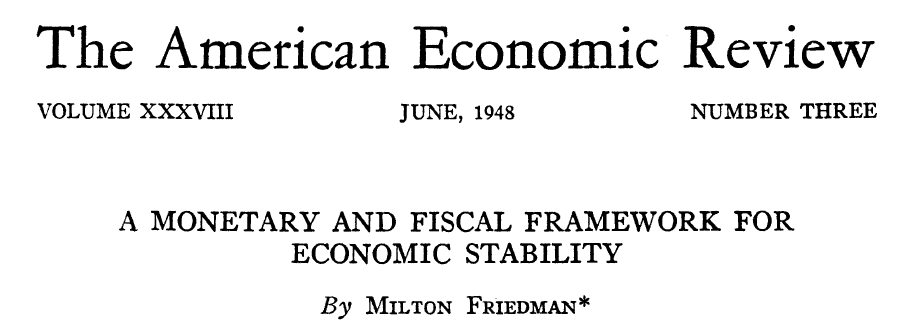 The American Economic Review
VOLUME XXXVIII JUNE, 1948 NUMBER THREE
A MONETARY AND FISCAL FRAMEWORK FOR
ECONOMIC STABILITY
By MILTON FRIEDMAN*